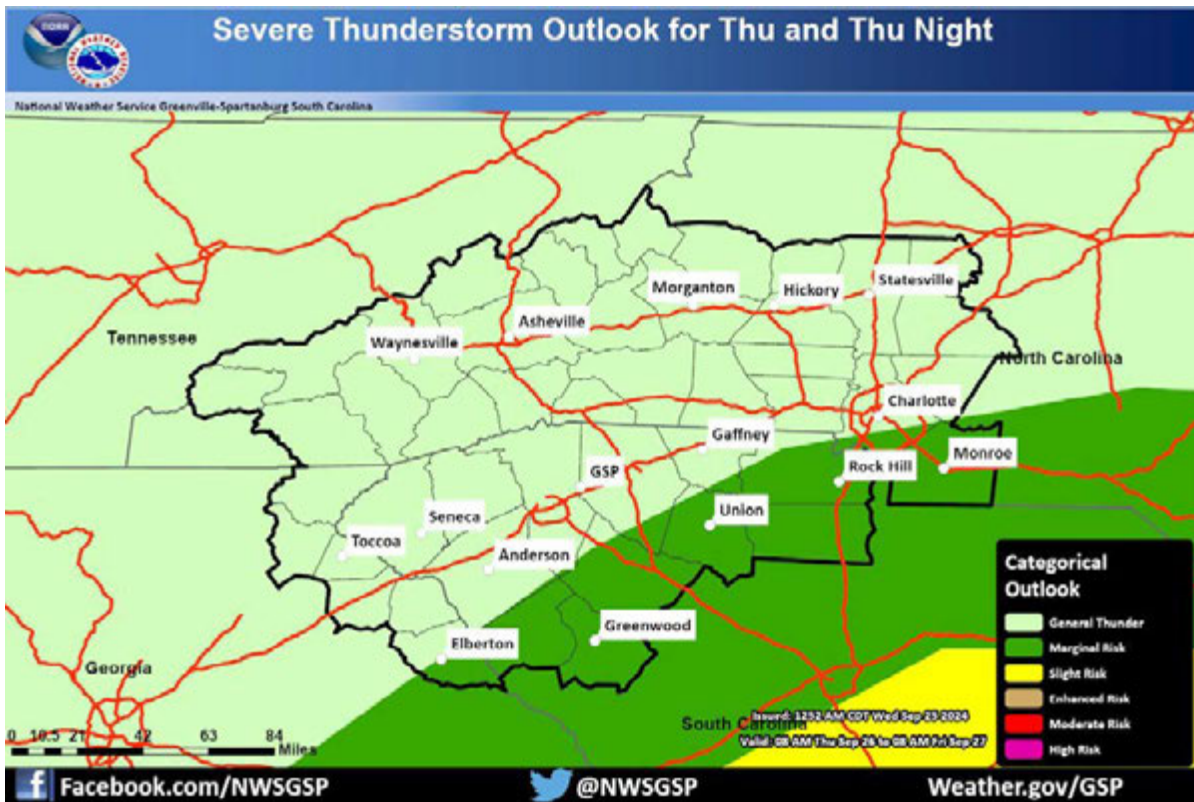 NOAA
Severe Thunderstorm Outlook for Thu and Thu Night
National Weather Service Greenville-Spartanburg South Carolina
Morganton
Hickory
Statesville
Asheville
Tennessee
Waynesville
North Carolina
Charlotte
Gaffney
Monroe
Rock Hill
GSP
Union
Seneca
Toccoa
Anderson
Greenwood
Elberton
Georgia
South Carolina
Categorical
Outlook
General Thunder
Marginal Risk
Slight Risk
Enhanced Risk
Moderate Risk
High Risk
Issued: 1252 AM CDT Wed Sep 25 2024
Valid: 08 AM Thu Sep 26 to 08 AM Fri Sep 27
0 10.5 21 42 63 84
Miles
Facebook.com/NWSGSP
@NWSGSP
Weather.gov/GSP